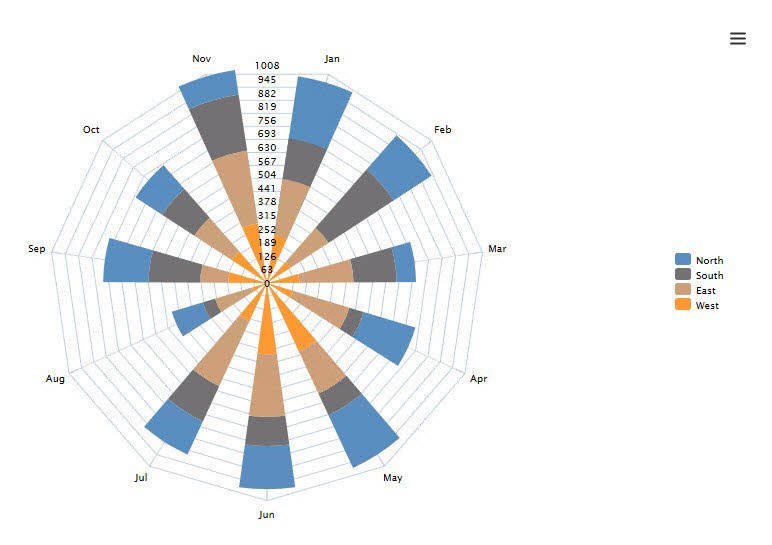 Nov
Jan
1008
945
882
819
756
693
630
567
504
441
378
315
252
189
126
63
0
Oct
Feb
Sep
Mar
Aug
Apr
Jul
May
Jun
North
South
East
West